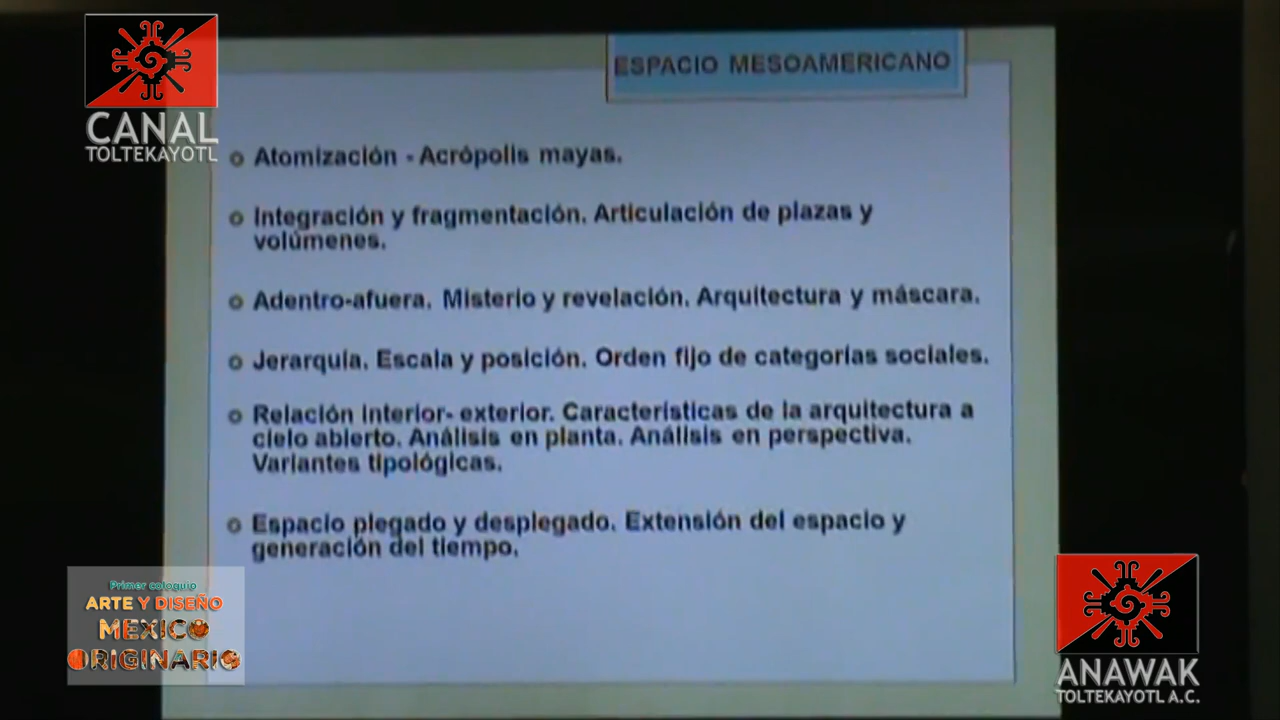 CANAL
TOLTEKAYOTL
ESPACIO MESOAMERICANO
Atomización - Acrópolis mayas.
Integración y fragmentación. Articulación de plazas y
volúmenes.
Adentro-afuera. Misterio y revelación. Arquitectura y máscara.
Jerarquía. Escala y posición. Orden fijo de categorías sociales.
Relación interior- exterior. Características de la arquitectura a
cielo abierto. Análisis en planta. Análisis en perspectiva.
Variantes tipológicas.
Espacio plegado y desplegado. Extensión del espacio y
generación del tiempo.
Primer coloquio
ARTE Y DISEÑO
MEXICO
ORIGINARIO
ANAWAK
TOLTEKAYOTL A.C.